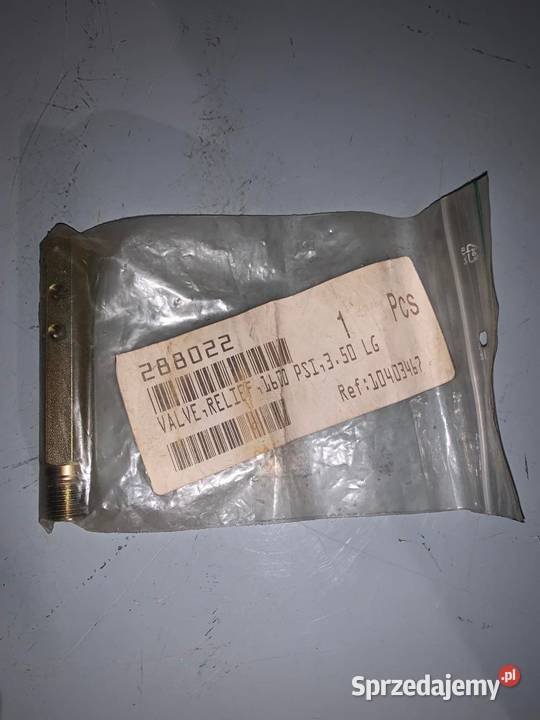 288022
1 Pcs
VALVE,RELIEF,1600 PSI,3.50 LG
Ref:10403467
Sprzedajemy.pl